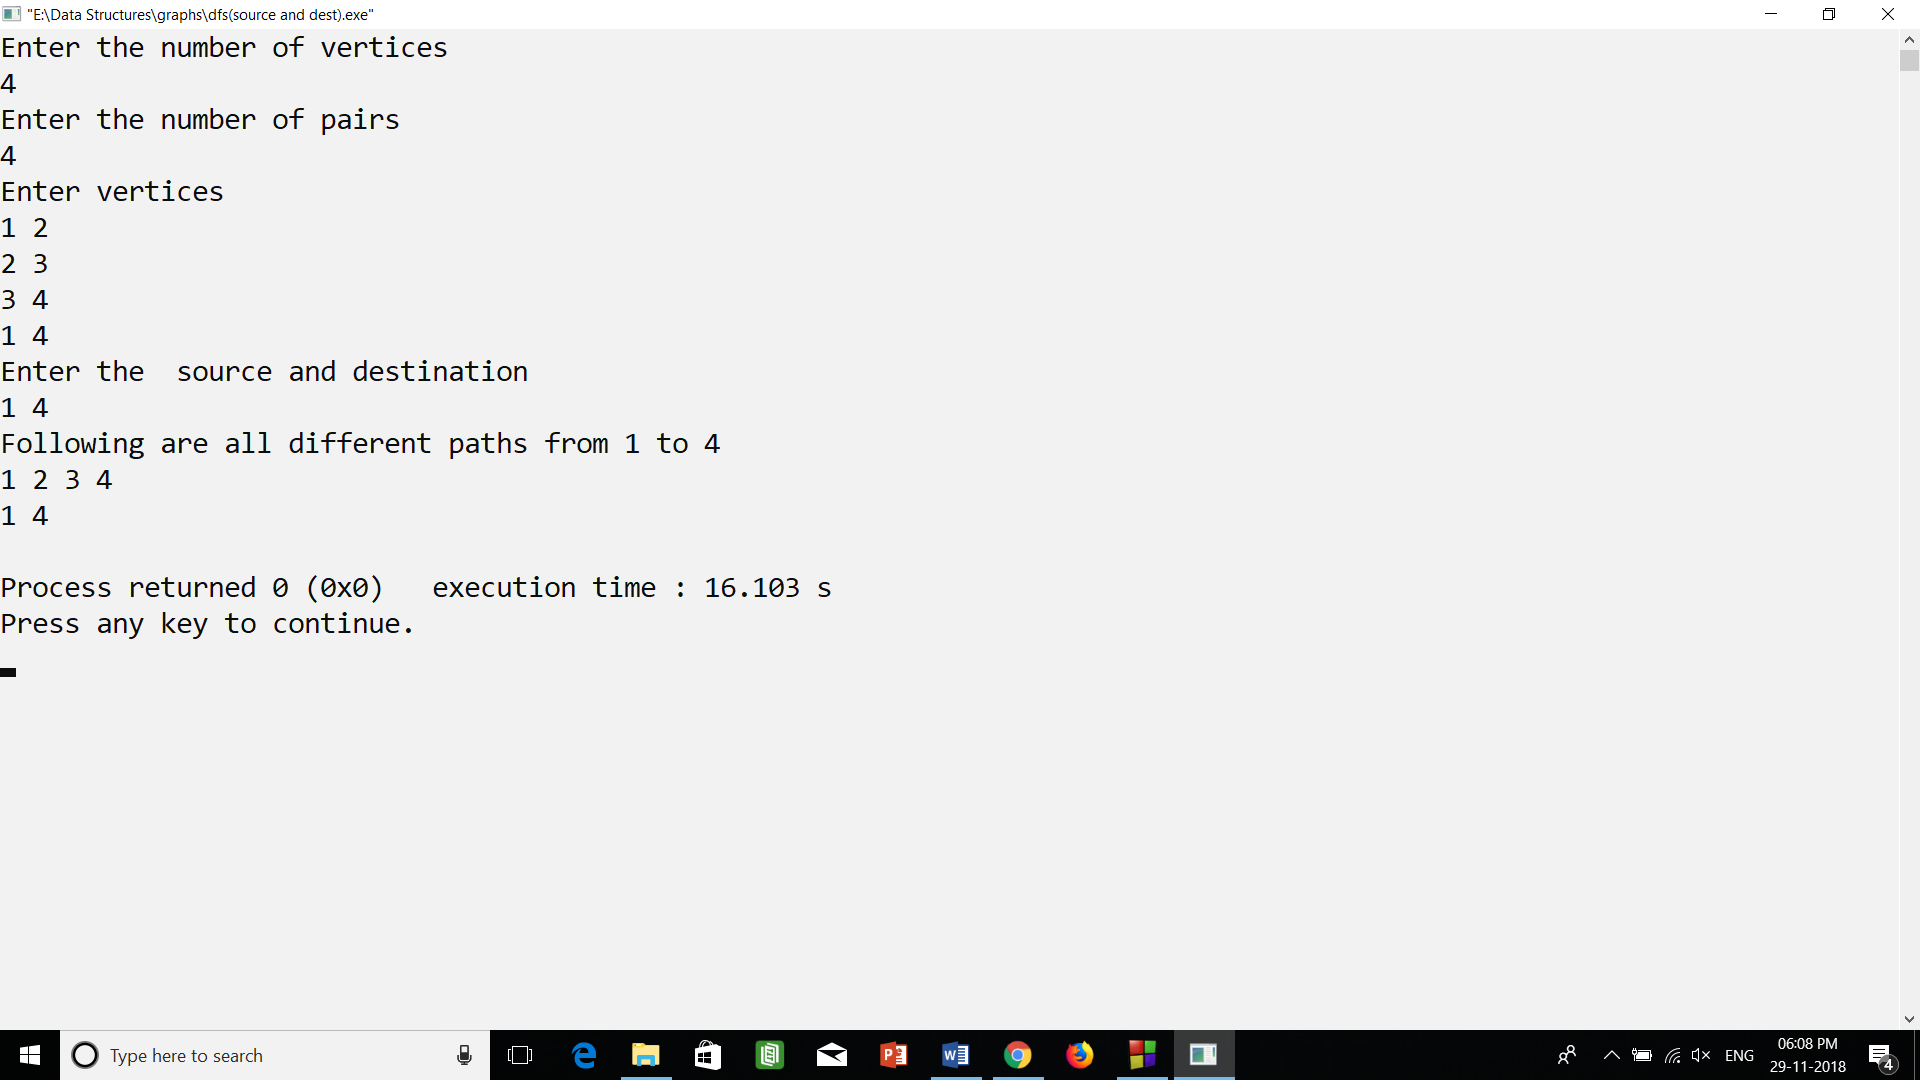 "E:\Data Structures\graphs\dfs(source and dest).exe"
Enter the number of vertices
4
Enter the number of pairs
4
Enter vertices
1 2
2 3
3 4
1 4
Enter the  source and destination
1 4
Following are all different paths from 1 to 4
1 2 3 4
1 4
Process returned 0 (0x0)   execution time : 16.103 s
Press any key to continue.
Type here to search
ENG
06:08 PM
29-11-2018
4